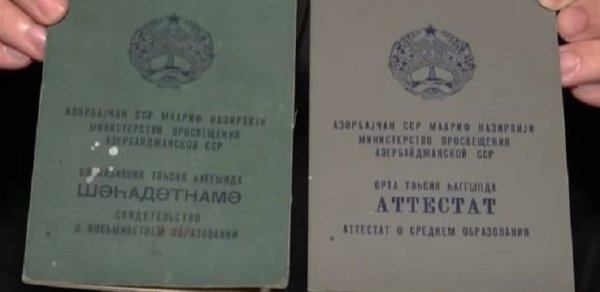 АЗӘРБАЈҸАН ССР МААРИФ НАЗИРЛИЈИ
МИНИСТЕРСТВО ПРОСВЕЩЕНИЯ
АЗЕРБАЙДЖАНСКОЙ ССР
ТӘҺСИЛ ҺАГГЫНДА
ШӘҺАДӘТНАМӘ
СВИДЕТЕЛЬСТВО
О ВОСЬМИЛЕТНЕМ ОБРАЗОВАНИИ
АЗӘРБАЈҸАН ССР МААРИФ НАЗИРЛИЈИ
МИНИСТЕРСТВО ПРОСВЕЩЕНИЯ
АЗЕРБАЙДЖАНСКОЙ ССР
ОРТА ТӘҺСИЛ ҺАГГЫНДА
АТТЕСТАТ
АТТЕСТАТ О СРЕДНЕМ ОБРАЗОВАНИИ